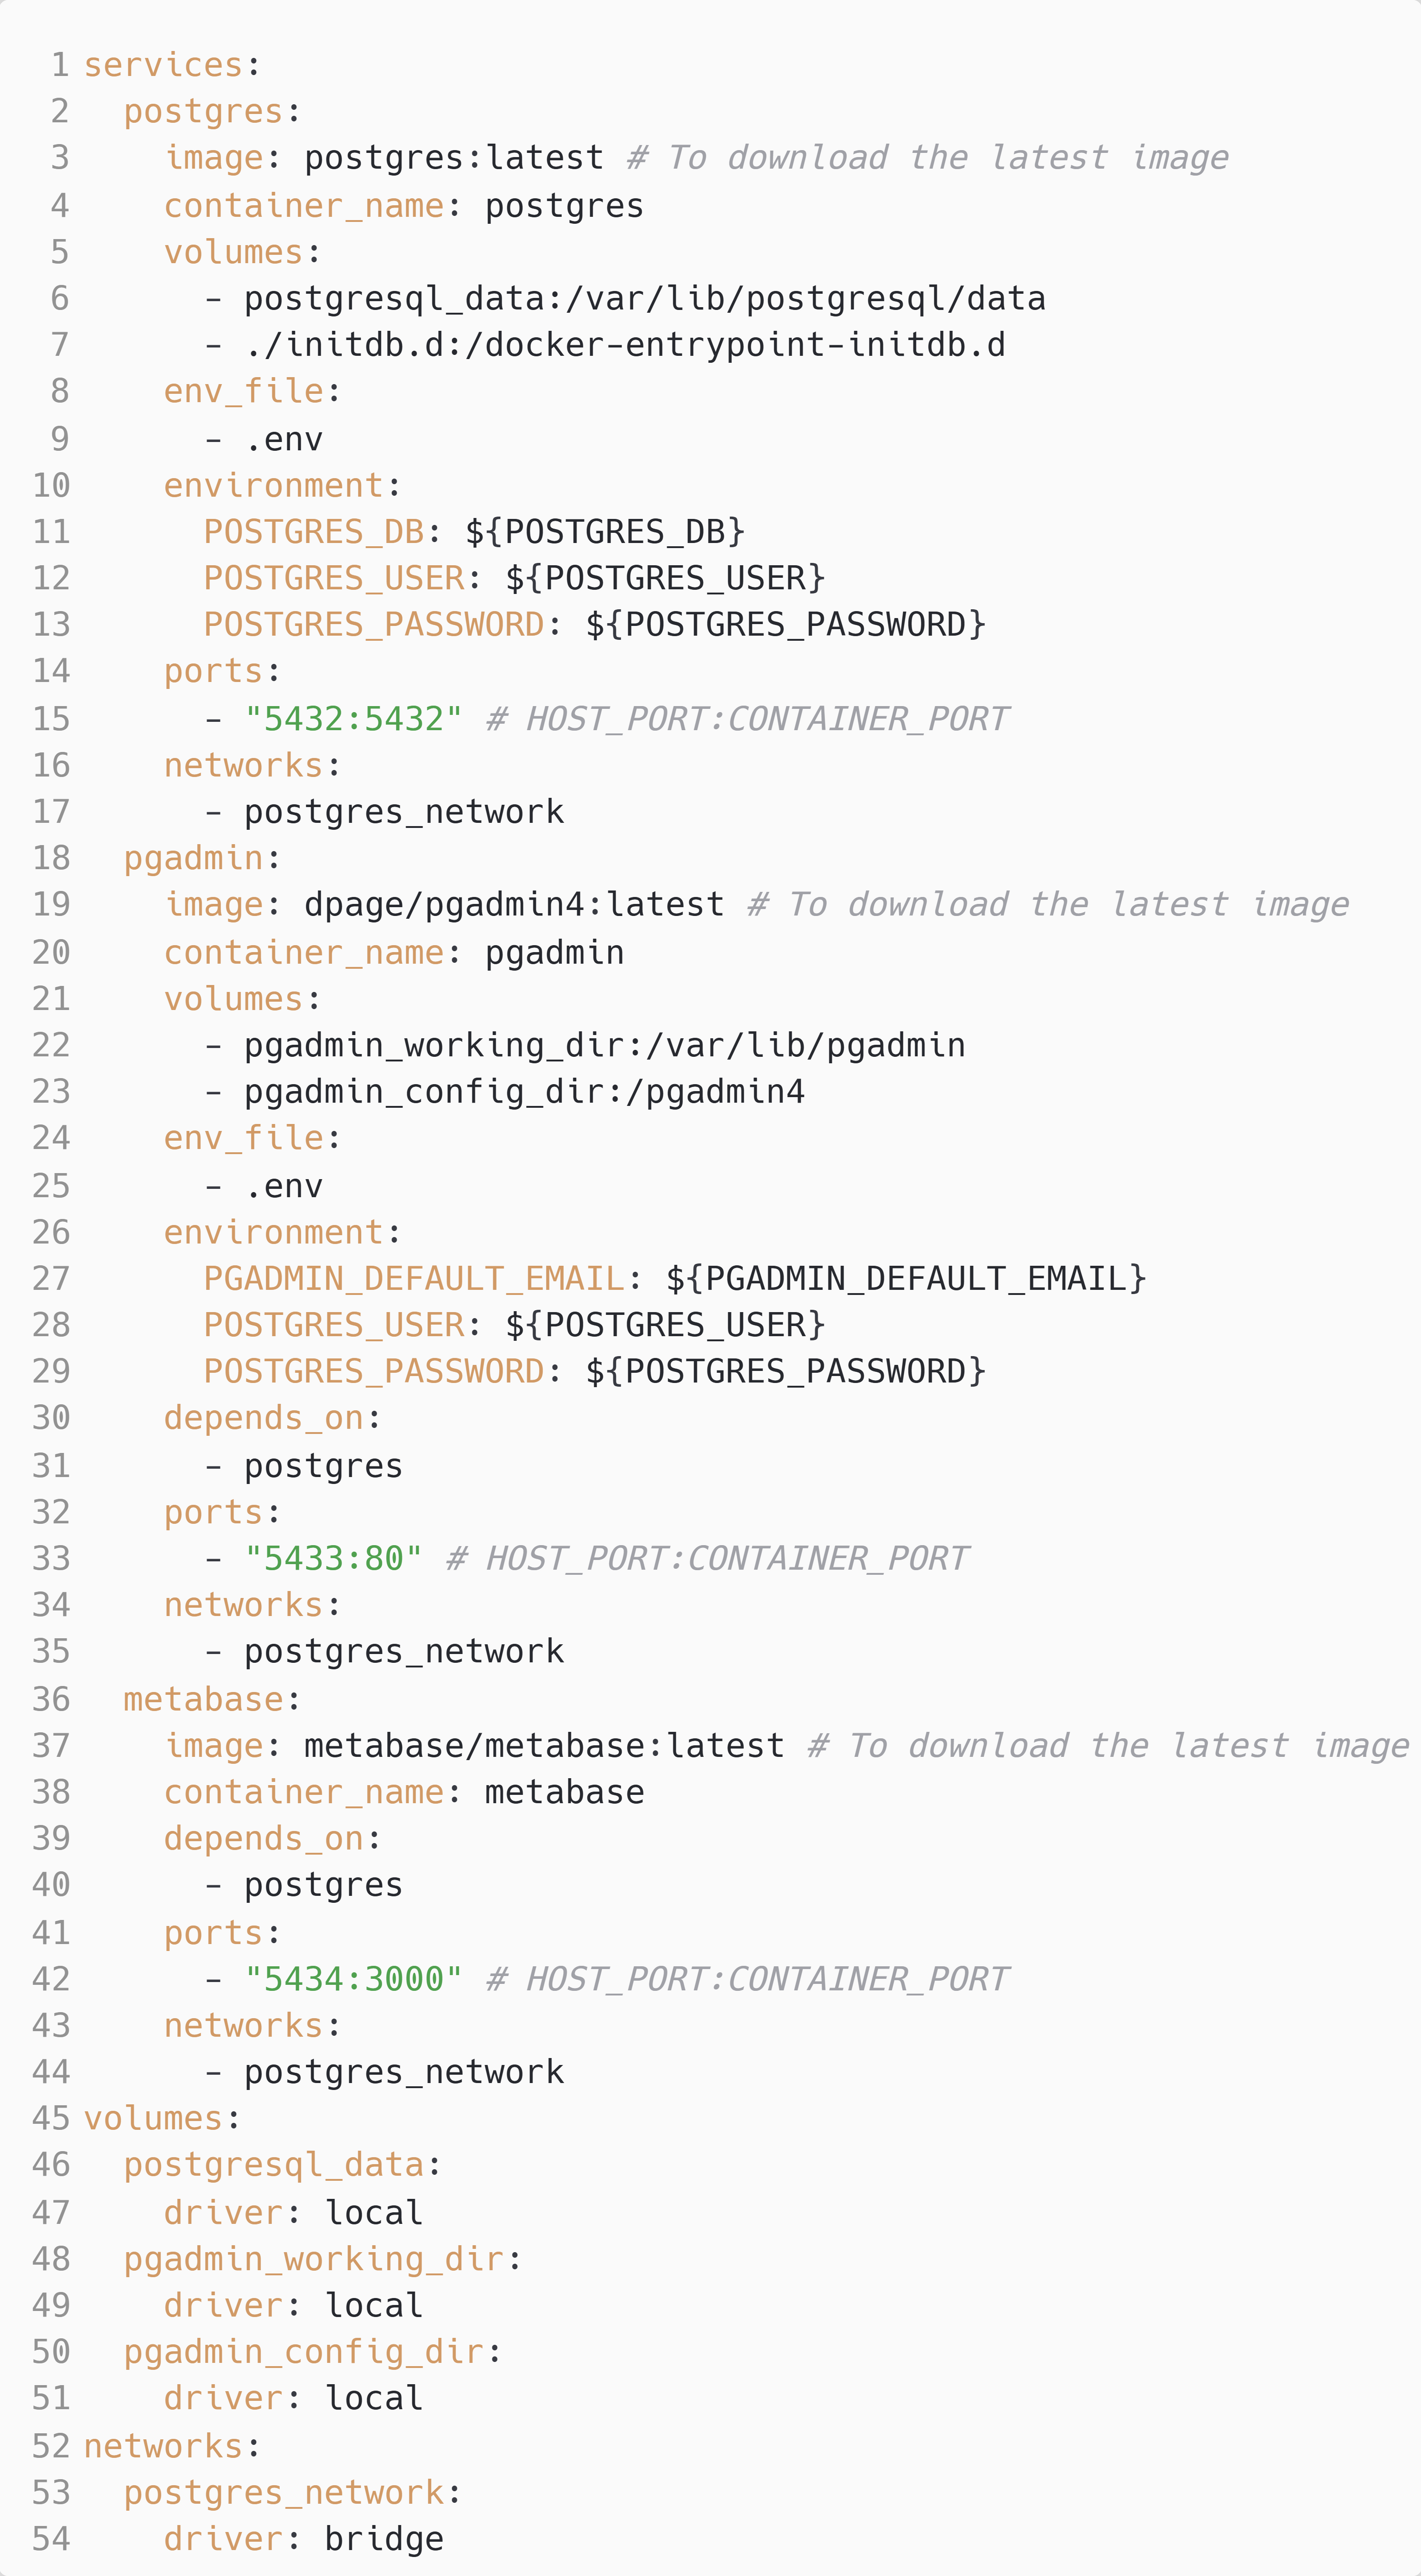 1 services:
2   postgres:
3     image: postgres:latest # To download the latest image
4     container_name: postgres
5     volumes:
6       - postgresql_data:/var/lib/postgresql/data
7       - ./initdb.d:/docker-entrypoint-initdb.d
8     env_file:
9       - .env
10     environment:
11       POSTGRES_DB: ${POSTGRES_DB}
12       POSTGRES_USER: ${POSTGRES_USER}
13       POSTGRES_PASSWORD: ${POSTGRES_PASSWORD}
14     ports:
15       - "5432:5432" # HOST_PORT:CONTAINER_PORT
16     networks:
17       - postgres_network
18   pgadmin:
19     image: dpage/pgadmin4:latest # To download the latest image
20     container_name: pgadmin
21     volumes:
22       - pgadmin_working_dir:/var/lib/pgadmin
23       - pgadmin_config_dir:/pgadmin4
24     env_file:
25       - .env
26     environment:
27       PGADMIN_DEFAULT_EMAIL: ${PGADMIN_DEFAULT_EMAIL}
28       POSTGRES_USER: ${POSTGRES_USER}
29       POSTGRES_PASSWORD: ${POSTGRES_PASSWORD}
30     depends_on:
31       - postgres
32     ports:
33       - "5433:80" # HOST_PORT:CONTAINER_PORT
34     networks:
35       - postgres_network
36   metabase:
37     image: metabase/metabase:latest # To download the latest image
38     container_name: metabase
39     depends_on:
40       - postgres
41     ports:
42       - "5434:3000" # HOST_PORT:CONTAINER_PORT
43     networks:
44       - postgres_network
45 volumes:
46   postgresql_data:
47     driver: local
48   pgadmin_working_dir:
49     driver: local
50   pgadmin_config_dir:
51     driver: local
52 networks:
53   postgres_network:
54     driver: bridge